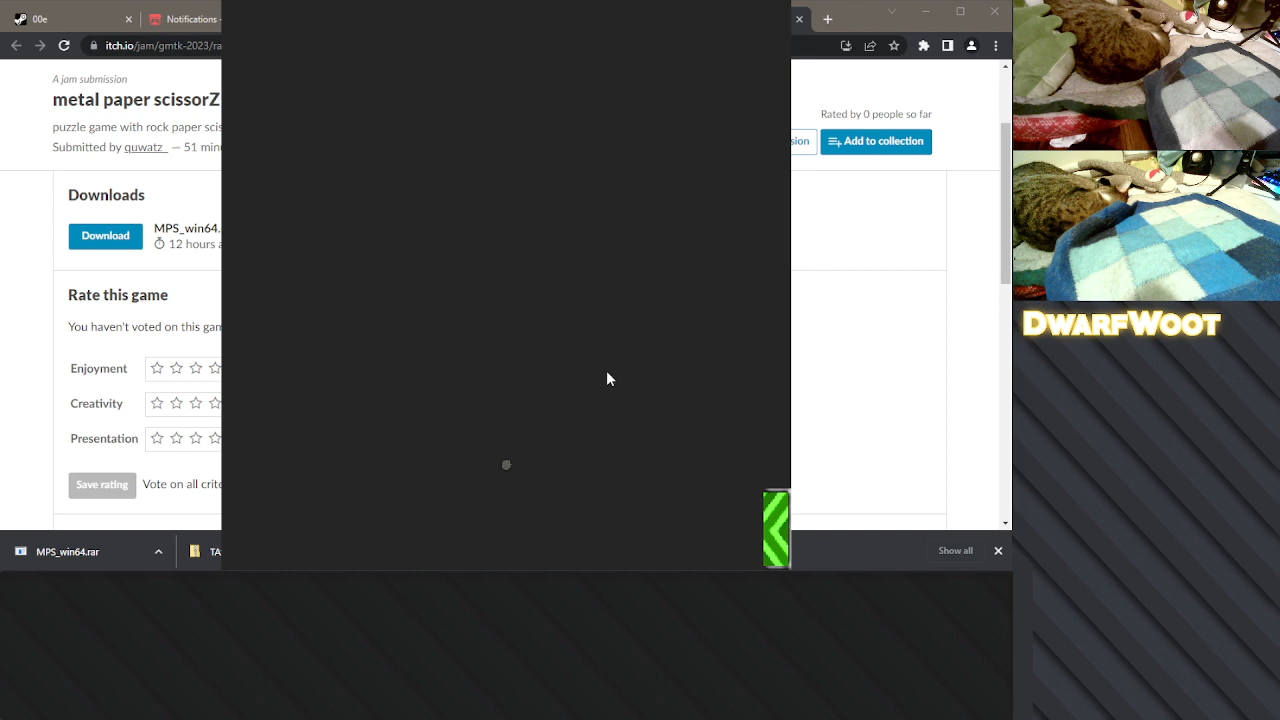 00e
Notifications -
itch.io/jam/gmtk-2023/ra
A jam submission
metal paper scissorZ
puzzle game with rock paper scis
Submitted by quwatz_ — 51 minu
Rated by 0 people so far
sion
Add to collection
Downloads
Download
MPS_win64.
12 hours a
Rate this game
You haven't voted on this gam
Enjoyment
Creativity
Presentation
Save rating
Vote on all crite
MPS_win64.rar
TA
Show all
DwarfWoot